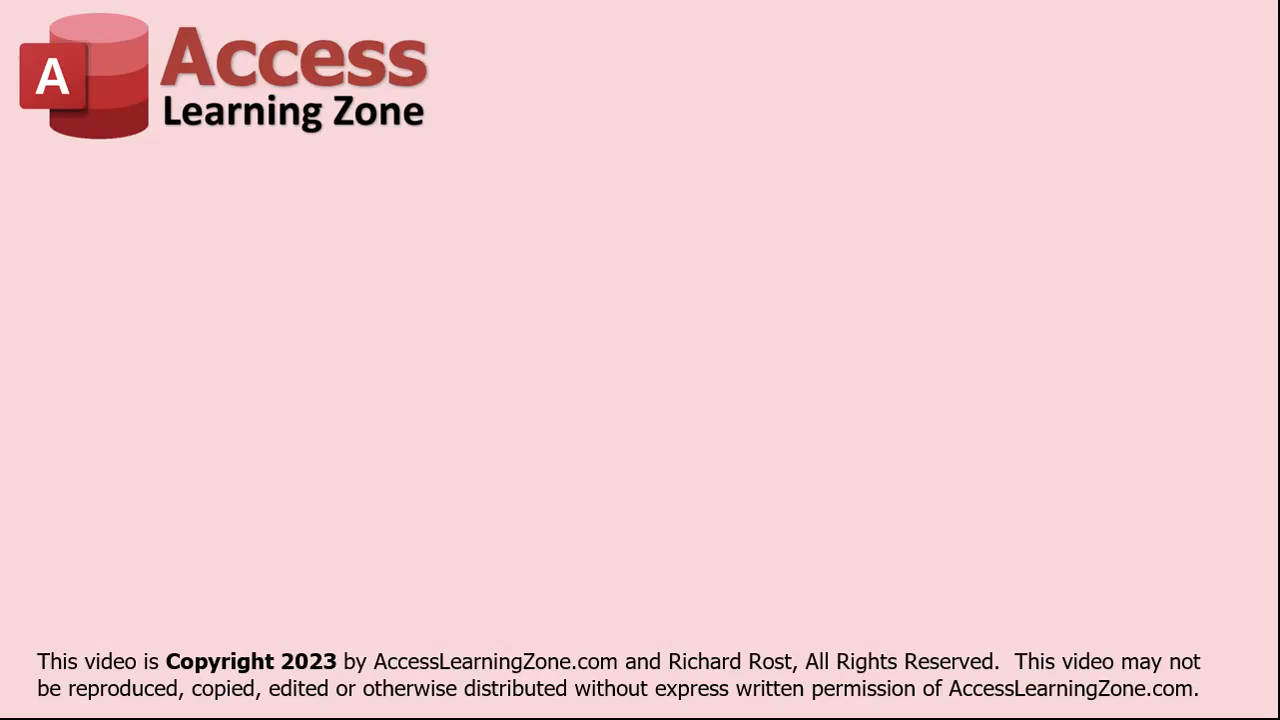 A
Access
Learning Zone
This video is Copyright 2023 by AccessLearningZone.com and Richard Rost, All Rights Reserved.  This video may not
be reproduced, copied, edited or otherwise distributed without express written permission of AccessLearningZone.com.